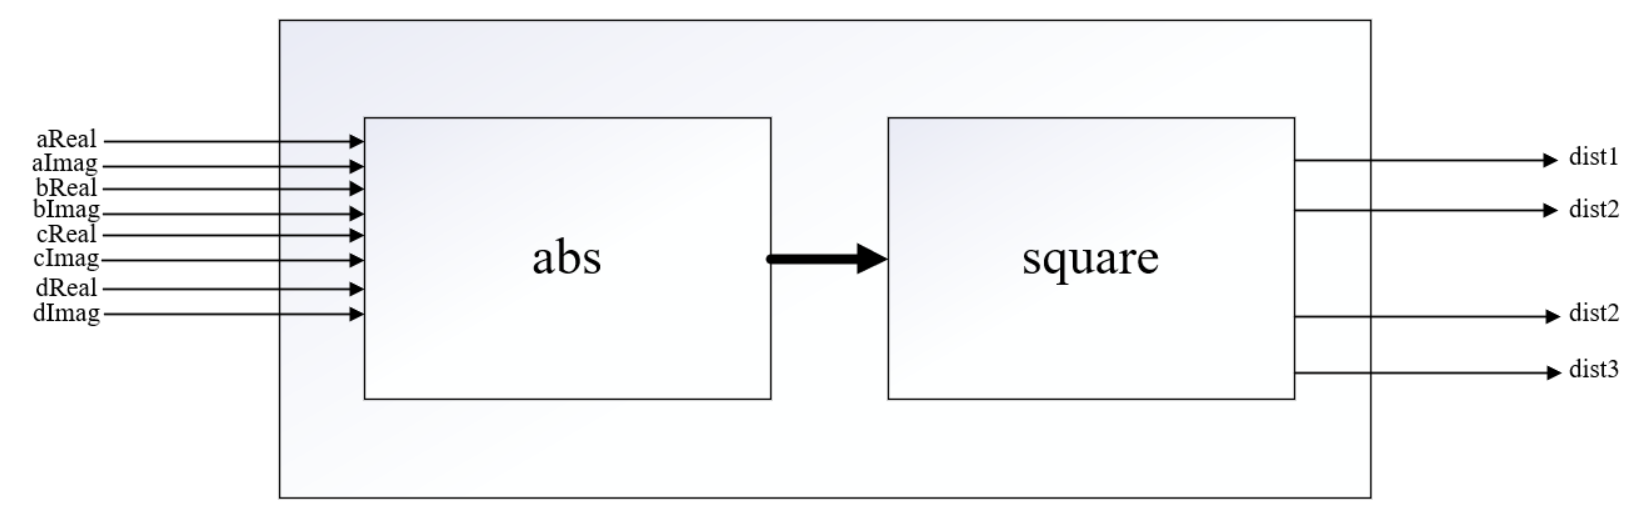 aReal
aImag
bReal
bImag
cReal
cImag
dReal
dImag
abs
square
dist1
dist2
dist2
dist3